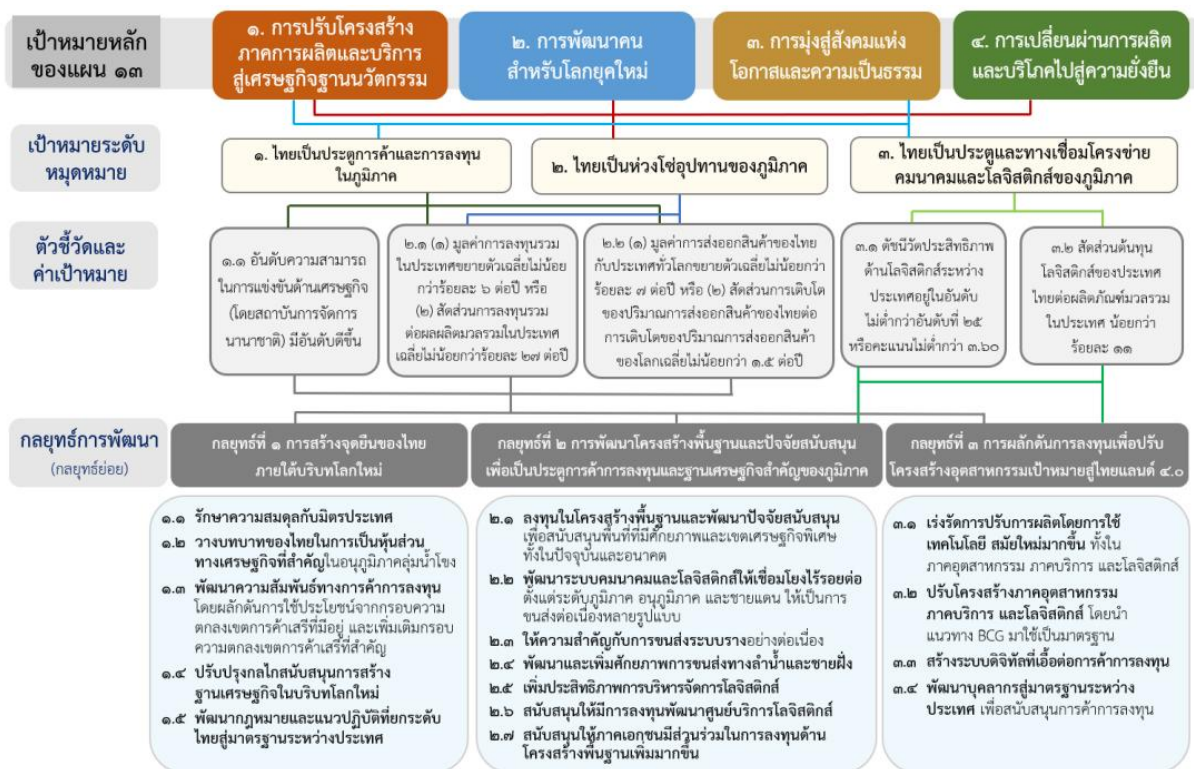 เป้าหมายหลัก
ของแผน ๑๓
๑. การปรับโครงสร้าง
ภาคการผลิตและบริการ
สู่เศรษฐกิจฐานนวัตกรรม
๒. การพัฒนาคน
สำหรับโลกยุคใหม่
๓. การมุ่งสู่สังคมแห่ง
โอกาสและความเป็นธรรม
๔. การเปลี่ยนผ่านการผลิต
และบริโภคไปสู่ความยั่งยืน
เป้าหมายระดับ
หมุดหมาย
๑. ไทยเป็นประตูการค้าและการลงทุน
ในภูมิภาค
๒. ไทยเป็นห่วงโซ่อุปทานของภูมิภาค
๓. ไทยเป็นประตูและทางเชื่อมโครงข่าย
คมนาคมและโลจิสติกส์ของภูมิภาค
ตัวชี้วัดและ
ค่าเป้าหมาย
๑.๑ อันดับความสามารถ
ในการแข่งขันด้านเศรษฐกิจ
(โดยสถาบันการจัดการ
นานาชาติ) มีอันดับดีขึ้น
๒.๑ (๑) มูลค่าการลงทุนรวม
ในประเทศขยายตัวเฉลี่ยไม่น้อย
กว่าร้อยละ ๖ ต่อปี หรือ
(๒) สัดส่วนการลงทุนรวม
ต่อผลผลิตมวลรวมในประเทศ
เฉลี่ยไม่น้อยกว่าร้อยละ ๒๗ ต่อปี
๒.๒ (๑) มูลค่าการส่งออกสินค้าของไทย
กับประเทศทั่วโลกขยายตัวเฉลี่ยไม่น้อยกว่า
ร้อยละ ๗ ต่อปี หรือ (๒) สัดส่วนการเติบโต
ของปริมาณการส่งออกสินค้าของไทยต่อ
การเติบโตของปริมาณการส่งออกสินค้า
ของโลกเฉลี่ยไม่น้อยกว่า ๑.๕ ต่อปี
๓.๑ ดัชนีวัดประสิทธิภาพ
ด้านโลจิสติกส์ระหว่าง
ประเทศอยู่ในอันดับ
ไม่ต่ำกว่าอันดับที่ ๒๕
หรือคะแนนไม่ต่ำกว่า ๓.๖๐
๓.๒ สัดส่วนต้นทุน
โลจิสติกส์ของประเทศ
ไทยต่อผลิตภัณฑ์มวลรวม
ในประเทศ น้อยกว่า
ร้อยละ ๑๑
กลยุทธ์การพัฒนา
(กลยุทธ์ย่อย)
กลยุทธ์ที่ ๑ การสร้างจุดยืนของไทย
ภายใต้บริบทโลกใหม่
๑.๑ รักษาความสมดุลกับมิตรประเทศ
๑.๒ วางบทบาทของไทยในการเป็นหุ้นส่วน
ทางเศรษฐกิจที่สำคัญในอนุภูมิภาคลุ่มน้ำโขง
๑.๓ พัฒนาความสัมพันธ์ทางการค้าการลงทุน
โดยผลักดันการใช้ประโยชน์จากกรอบความ
ตกลงเขตการค้าเสรีที่มีอยู่ และเพิ่มเติมกรอบ
ความตกลงเขตการค้าเสรีที่สำคัญ
๑.๔ ปรับปรุงกลไกสนับสนุนการสร้าง
ฐานเศรษฐกิจในบริบทโลกใหม่
๑.๕ พัฒนากฎหมายและแนวปฏิบัติที่ยกระดับ
ไทยสู่มาตรฐานระหว่างประเทศ
กลยุทธ์ที่ ๒ การพัฒนาโครงสร้างพื้นฐานและปัจจัยสนับสนุน
เพื่อเป็นประตูการค้าการลงทุนและฐานเศรษฐกิจสำคัญของภูมิภาค
๒.๑ ลงทุนในโครงสร้างพื้นฐานและพัฒนาปัจจัยสนับสนุน
เพื่อสนับสนุนพื้นที่ที่มีศักยภาพและเขตเศรษฐกิจพิเศษ
ทั้งในปัจจุบันและอนาคต
๒.๒ พัฒนาระบบคมนาคมและโลจิสติกส์ให้เชื่อมโยงไร้รอยต่อ
ตั้งแต่ระดับภูมิภาค อนุภูมิภาค และชายแดน ให้เป็นการ
ขนส่งต่อเนื่องหลายรูปแบบ
๒.๓ ให้ความสำคัญกับการขนส่งระบบรางอย่างต่อเนื่อง
๒.๔ พัฒนาและเพิ่มศักยภาพการขนส่งทางลำน้ำและชายฝั่ง
๒.๕ เพิ่มประสิทธิภาพการบริหารจัดการโลจิสติกส์
๒.๖ สนับสนุนให้มีการลงทุนพัฒนาศูนย์บริการโลจิสติกส์
๒.๗ สนับสนุนให้ภาคเอกชนมีส่วนร่วมในการลงทุนด้าน
โครงสร้างพื้นฐานเพิ่มมากขึ้น
กลยุทธ์ที่ ๓ การผลักดันการลงทุนเพื่อปรับ
โครงสร้างอุตสาหกรรมเป้าหมายสู่ไทยแลนด์ ๔.๐
๓.๑ เร่งรัดการปรับการผลิตโดยการใช้
เทคโนโลยี สมัยใหม่มากขึ้น ทั้งใน
ภาคอุตสาหกรรม ภาคบริการ และโลจิสติกส์
๓.๒ ปรับโครงสร้างภาคอุตสาหกรรม
ภาคบริการ และโลจิสติกส์ โดยนำ
แนวทาง BCG มาใช้เป็นมาตรฐาน
๓.๓ สร้างระบบดิจิทัลที่เอื้อต่อการค้าการลงทุน
๓.๔ พัฒนาบุคลากรสู่มาตรฐานระหว่าง
ประเทศ เพื่อสนับสนุนการค้าการลงทุน